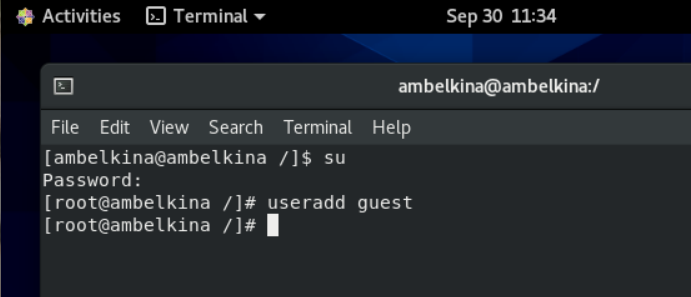 Activities Terminal Sep 30 11:34
ambelkina@ambelkina:/
File Edit View Search Terminal Help
[ambelkina@ambelkina /]$ su
Password:
[root@ambelkina /]# useradd guest
[root@ambelkina /]#